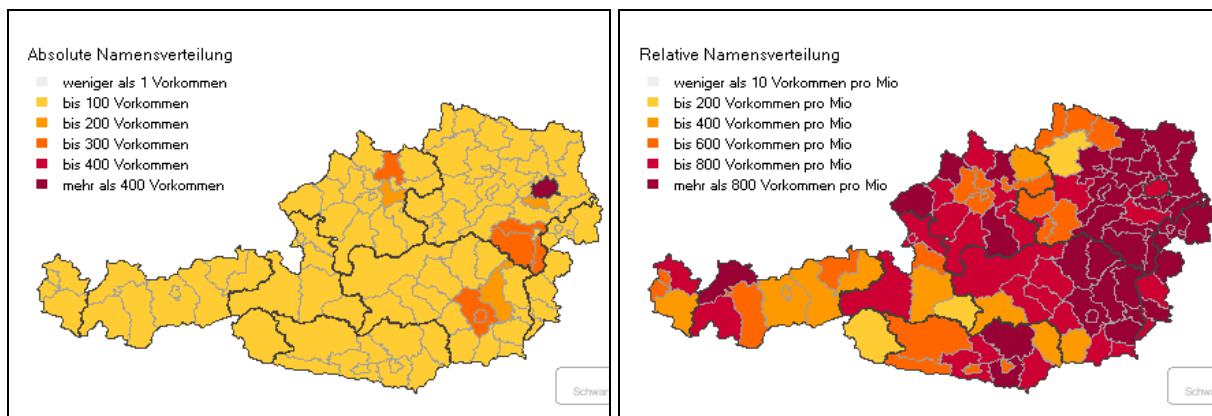 Absolute Namensverteilung
weniger als 1 Vorkommen
bis 100 Vorkommen
bis 200 Vorkommen
bis 300 Vorkommen
bis 400 Vorkommen
mehr als 400 Vorkommen
Schwar
Relative Namensverteilung
weniger als 10 Vorkommen pro Mio
bis 200 Vorkommen pro Mio
bis 400 Vorkommen pro Mio
bis 600 Vorkommen pro Mio
bis 800 Vorkommen pro Mio
mehr als 800 Vorkommen pro Mio
Schwa